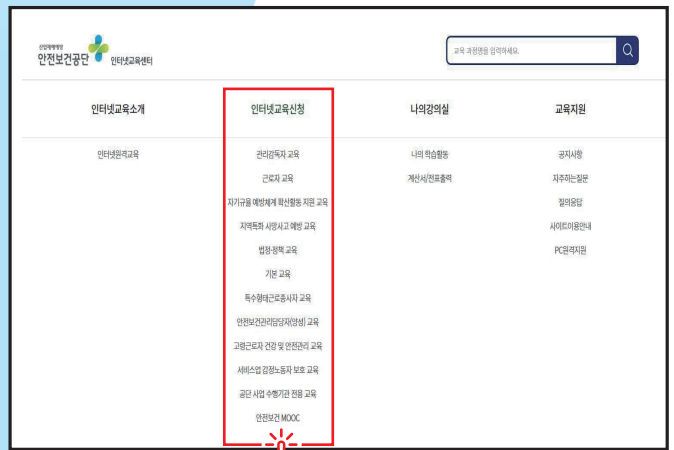 산업재해예방
안전보건공단 인터넷교육센터
교육 과정명을 입력하세요.
인터넷교육소개 인터넷교육신청 나의강의실 교육지원
인터넷원격교육 관리감독자 교육 나의 학습활동 공지사항
근로자 교육 계산서/전표출력 자주하는질문
자기규율 예방체계 확산활동 지원 교육 질의응답
지역특화 사망사고 예방 교육 사이트이용안내
법정·정책 교육 PC원격지원
기본 교육
특수형태근로종사자 교육
안전보건관리담당자(양성) 교육
고령근로자 건강 및 안전관리 교육
서비스업 감정노동자 보호 교육
공단 사업 수행기관 전용 교육
안전보건 MOOC